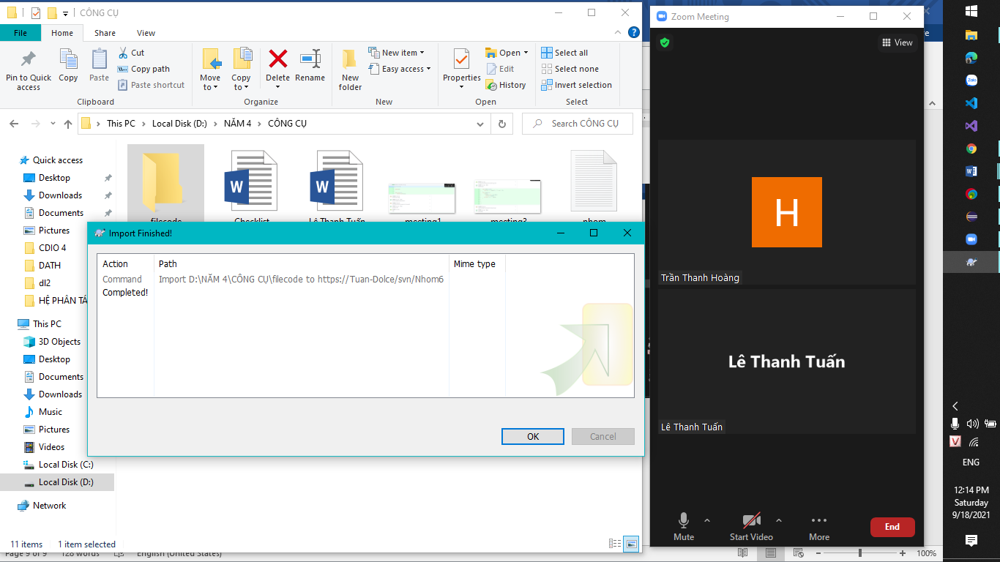 CÔNG CỤ
File Home Share View
Pin to Quick access
Copy
Paste
Cut
Copy path
Paste shortcut
Clipboard
Move to
Copy to
Delete
Rename
Organize
New folder
New item
Easy access
New
Properties
Open
Edit
History
Open
Select all
Select none
Invert selection
Select
This PC > Local Disk (D:) > NĂM 4 > CÔNG CỤ
Search CÔNG CỤ
Quick access
Desktop
Downloads
Documents
Pictures
CDIO 4
DATH
dl2
HỆ PHÂN TÁ
This PC
3D Objects
Desktop
Documents
Downloads
Music
Pictures
Videos
Local Disk (C:)
Local Disk (D:)
Network
filecode
Checklist
Lê Thanh Tuấn
meeting1
meeting3
nhom
Import Finished!
Action Path Mime type
Command Import D:\NĂM 4\CÔNG CỤ\filecode to https://Tuan-Dolce/svn/Nhom6
Completed!
OK Cancel
11 items 1 item selected
Page 9 of 9 128 words English (United States)
100%
Zoom Meeting
View
H
Trần Thanh Hoàng
Lê Thanh Tuấn
Lê Thanh Tuấn
Mute
Start Video
More
End
Zalo
V
ENG
12:14 PM
Saturday
9/18/2021